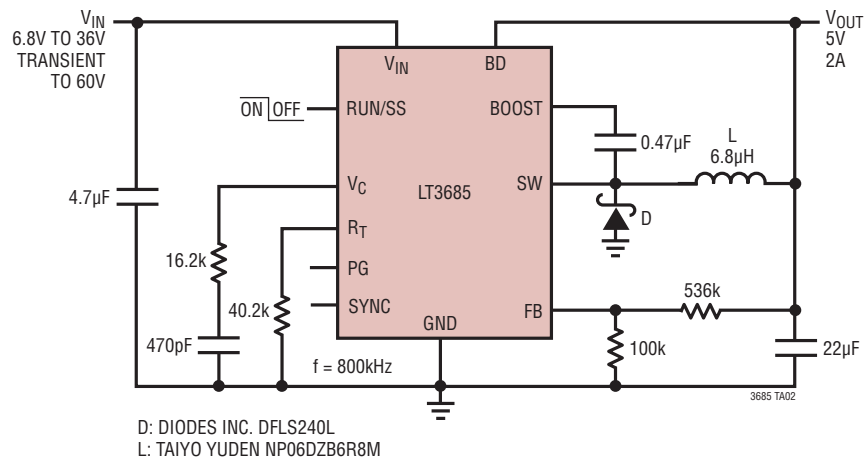 VIN
6.8V TO 36V
TRANSIENT
TO 60V
VOUT
5V
2A
VIN
BD
ON OFF
RUN/SS
BOOST
0.47µF
L
6.8µH
4.7µF
VC
LT3685
SW
D
RT
16.2k
PG
40.2k
SYNC
FB
536k
GND
470pF
f = 800kHz
100k
22µF
3685 TA02
D: DIODES INC. DFLS240L
L: TAIYO YUDEN NP06DZB6R8M